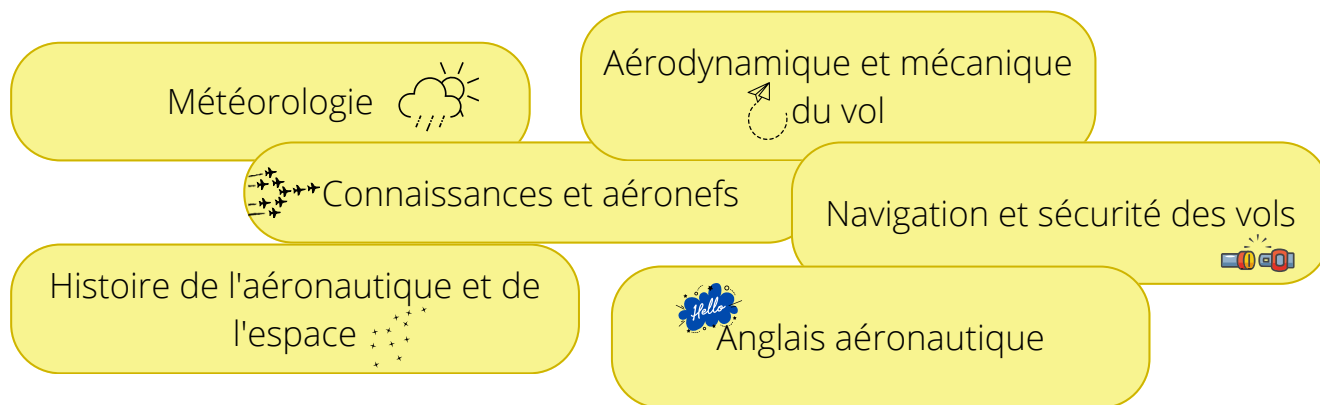 Météorologie
Aérodynamique et mécanique
du vol
Connaissances et aéronefs
Navigation et sécurité des vols
Histoire de l'aéronautique et de
l'espace
Hello
Anglais aéronautique